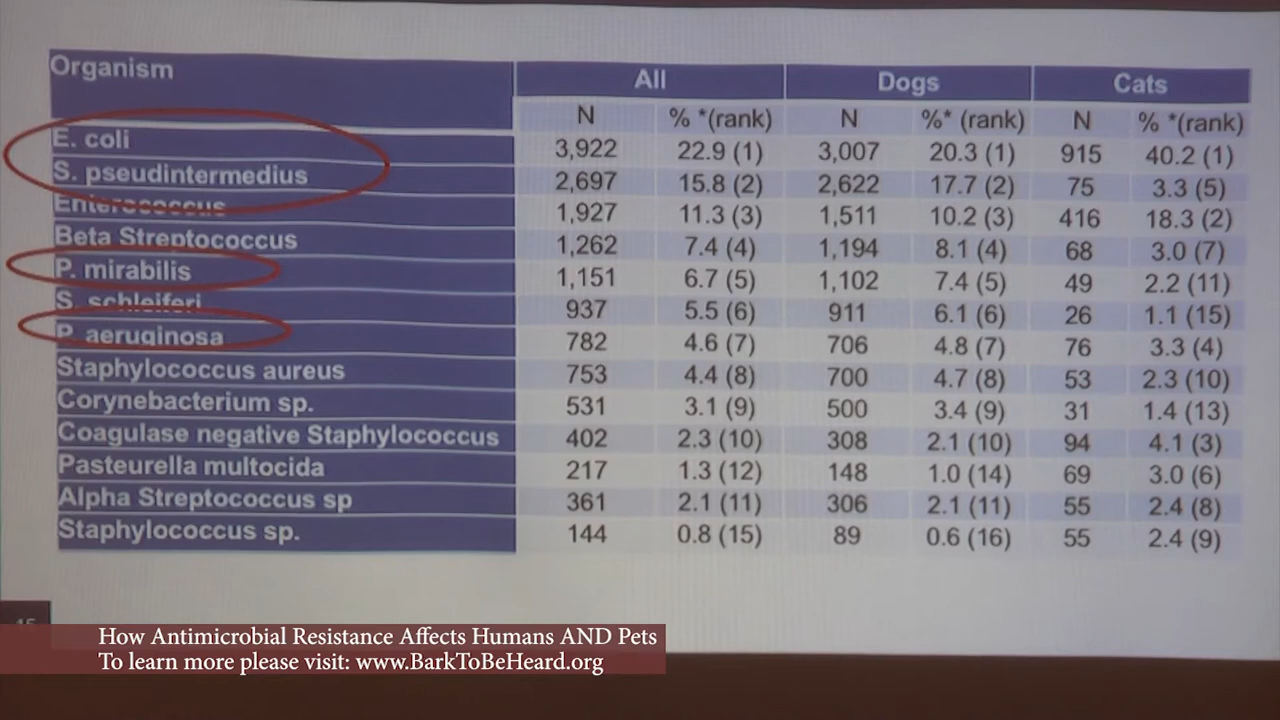 Organism All Dogs Cats
N % *(rank) N %* (rank) N % *(rank)
E. coli 3,922 22.9 (1) 3,007 20.3 (1) 915 40.2 (1)
S. pseudintermedius 2,697 15.8 (2) 2,622 17.7 (2) 75 3.3 (5)
Enterococcus 1,927 11.3 (3) 1,511 10.2 (3) 416 18.3 (2)
Beta Streptococcus 1,262 7.4 (4) 1,194 8.1 (4) 68 3.0 (7)
P. mirabilis 1,151 6.7 (5) 1,102 7.4 (5) 49 2.2 (11)
S. schleiferi 937 5.5 (6) 911 6.1 (6) 26 1.1 (15)
P. aeruginosa 782 4.6 (7) 706 4.8 (7) 76 3.3 (4)
Staphylococcus aureus 753 4.4 (8) 700 4.7 (8) 53 2.3 (10)
Corynebacterium sp. 531 3.1 (9) 500 3.4 (9) 31 1.4 (13)
Coagulase negative Staphylococcus 402 2.3 (10) 308 2.1 (10) 94 4.1 (3)
Pasteurella multocida 217 1.3 (12) 148 1.0 (14) 69 3.0 (6)
Alpha Streptococcus sp 361 2.1 (11) 306 2.1 (11) 55 2.4 (8)
Staphylococcus sp. 144 0.8 (15) 89 0.6 (16) 55 2.4 (9)
How Antimicrobial Resistance Affects Humans AND Pets
To learn more please visit: www.BarkToBeHeard.org